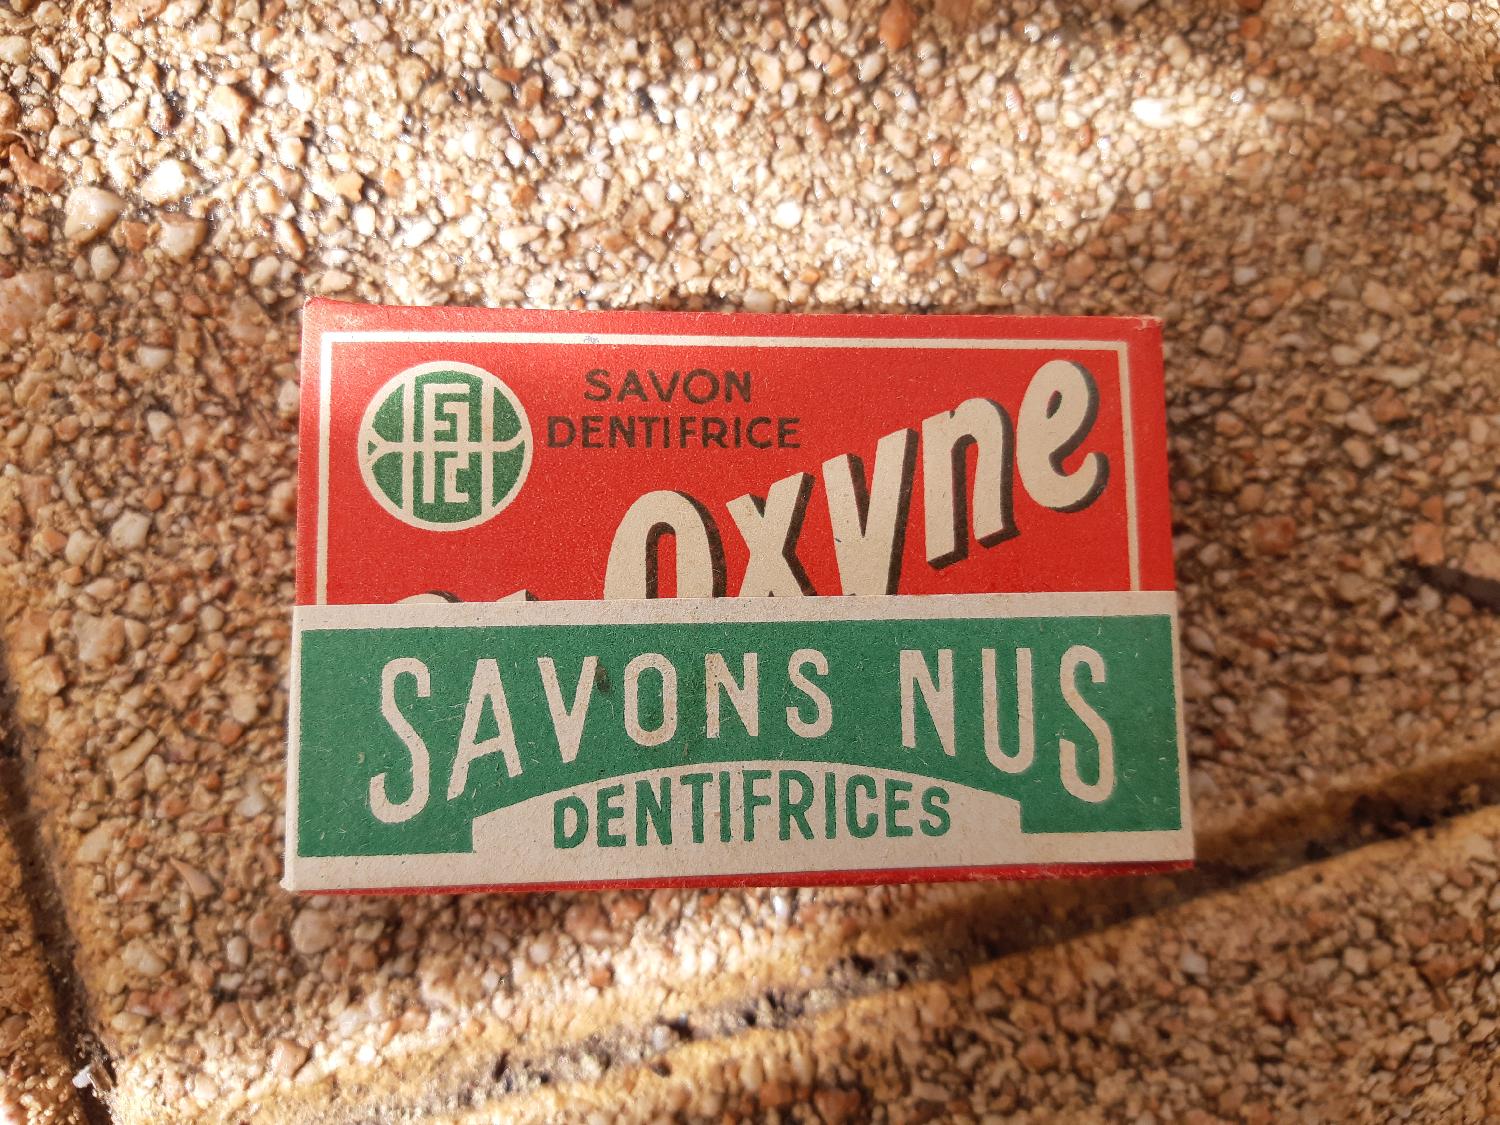 SAVON
DENTIFRICE
oxyne
SAVONS NUS
DENTIFRICES